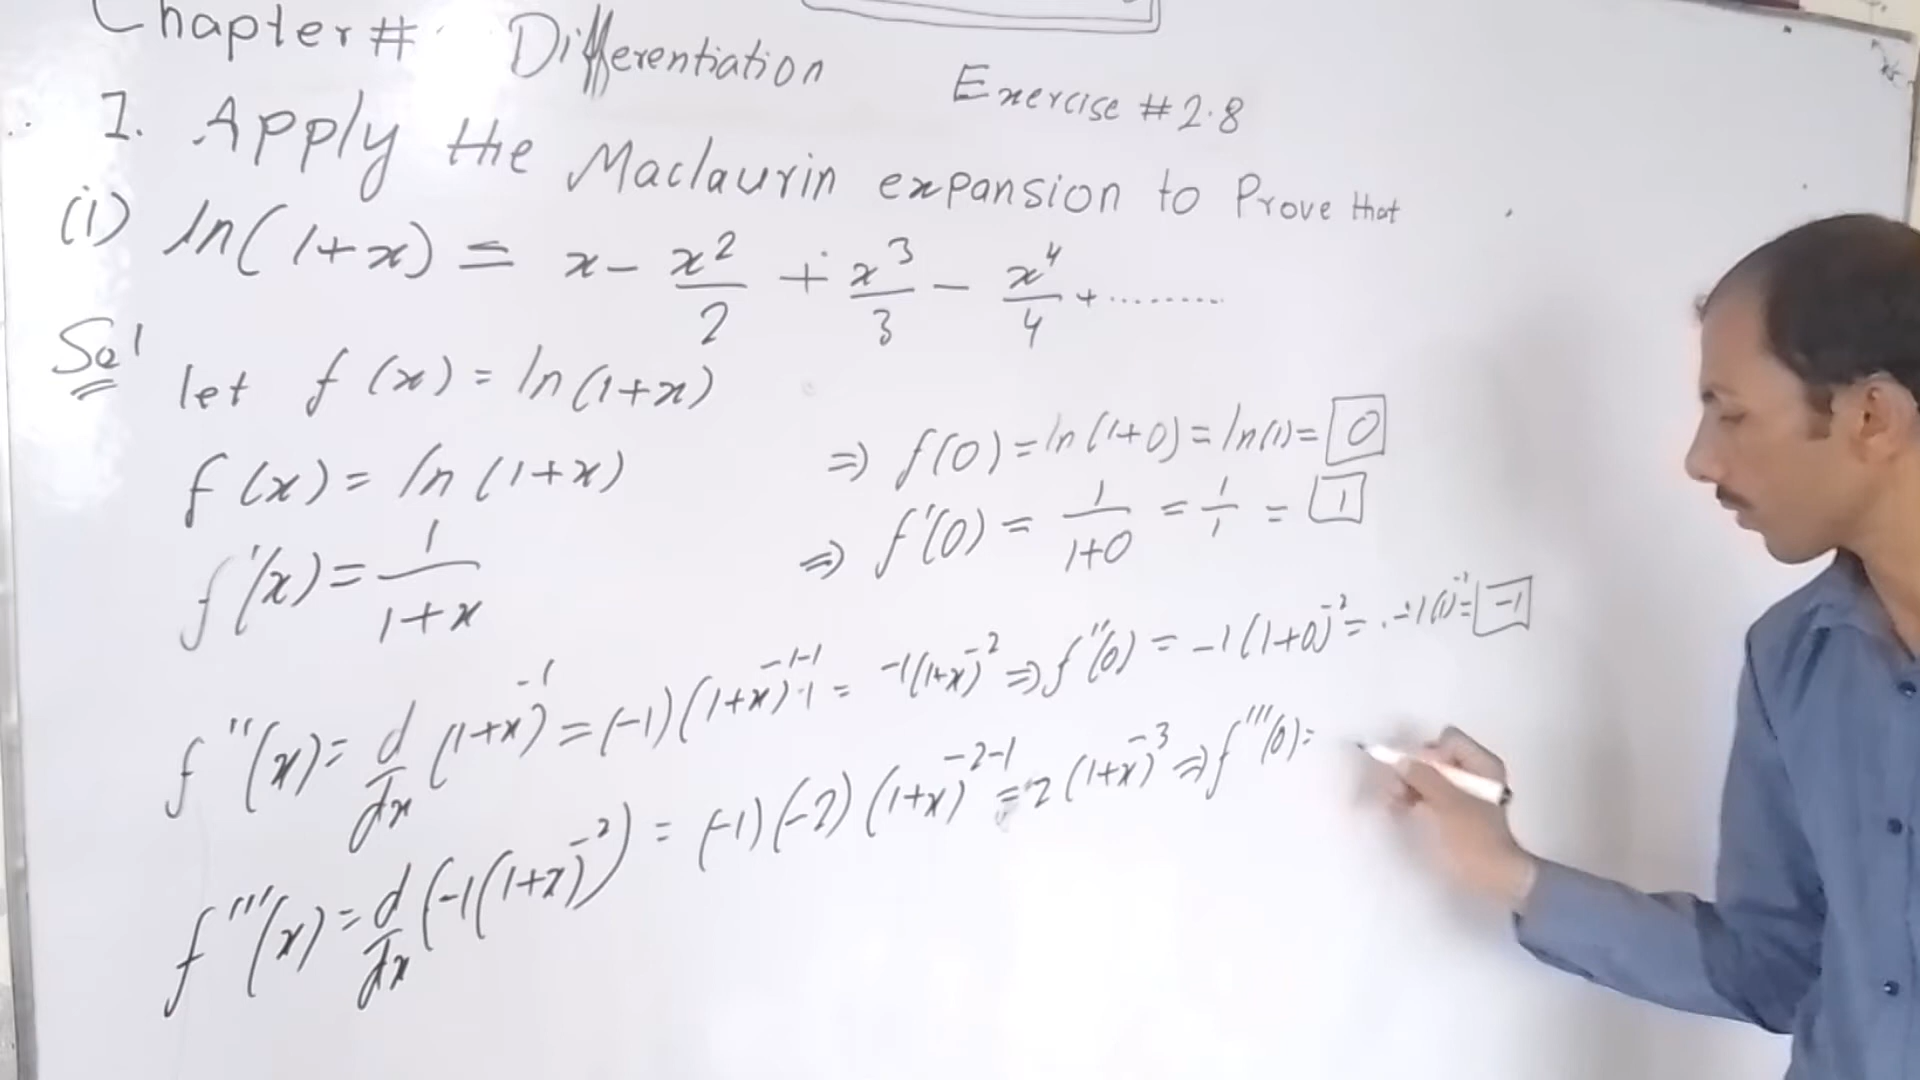 Chapter # Differentiation Exercise # 2.8
1. Apply the Maclaurin expansion to Prove that
(i) ln(1+x) = x - x²/2 + x³/3 - x⁴/4 + ........
Sol
let f(x) = ln(1+x)
f(x) = ln(1+x) ⇒ f(0) = ln(1+0) = ln(1) = 0
f'(x) = 1/(1+x) ⇒ f'(0) = 1/(1+0) = 1/1 = 1
f''(x) = d/dx (1+x)⁻¹ = (-1)(1+x)⁻¹⁻¹·1 = -1(1+x)⁻² ⇒ f''(0) = -1(1+0)⁻² = -1(1) = -1
f'''(x) = d/dx (-1(1+x)⁻²) = (-1)(-2)(1+x)⁻²⁻¹ = 2(1+x)⁻³ ⇒ f'''(0) =